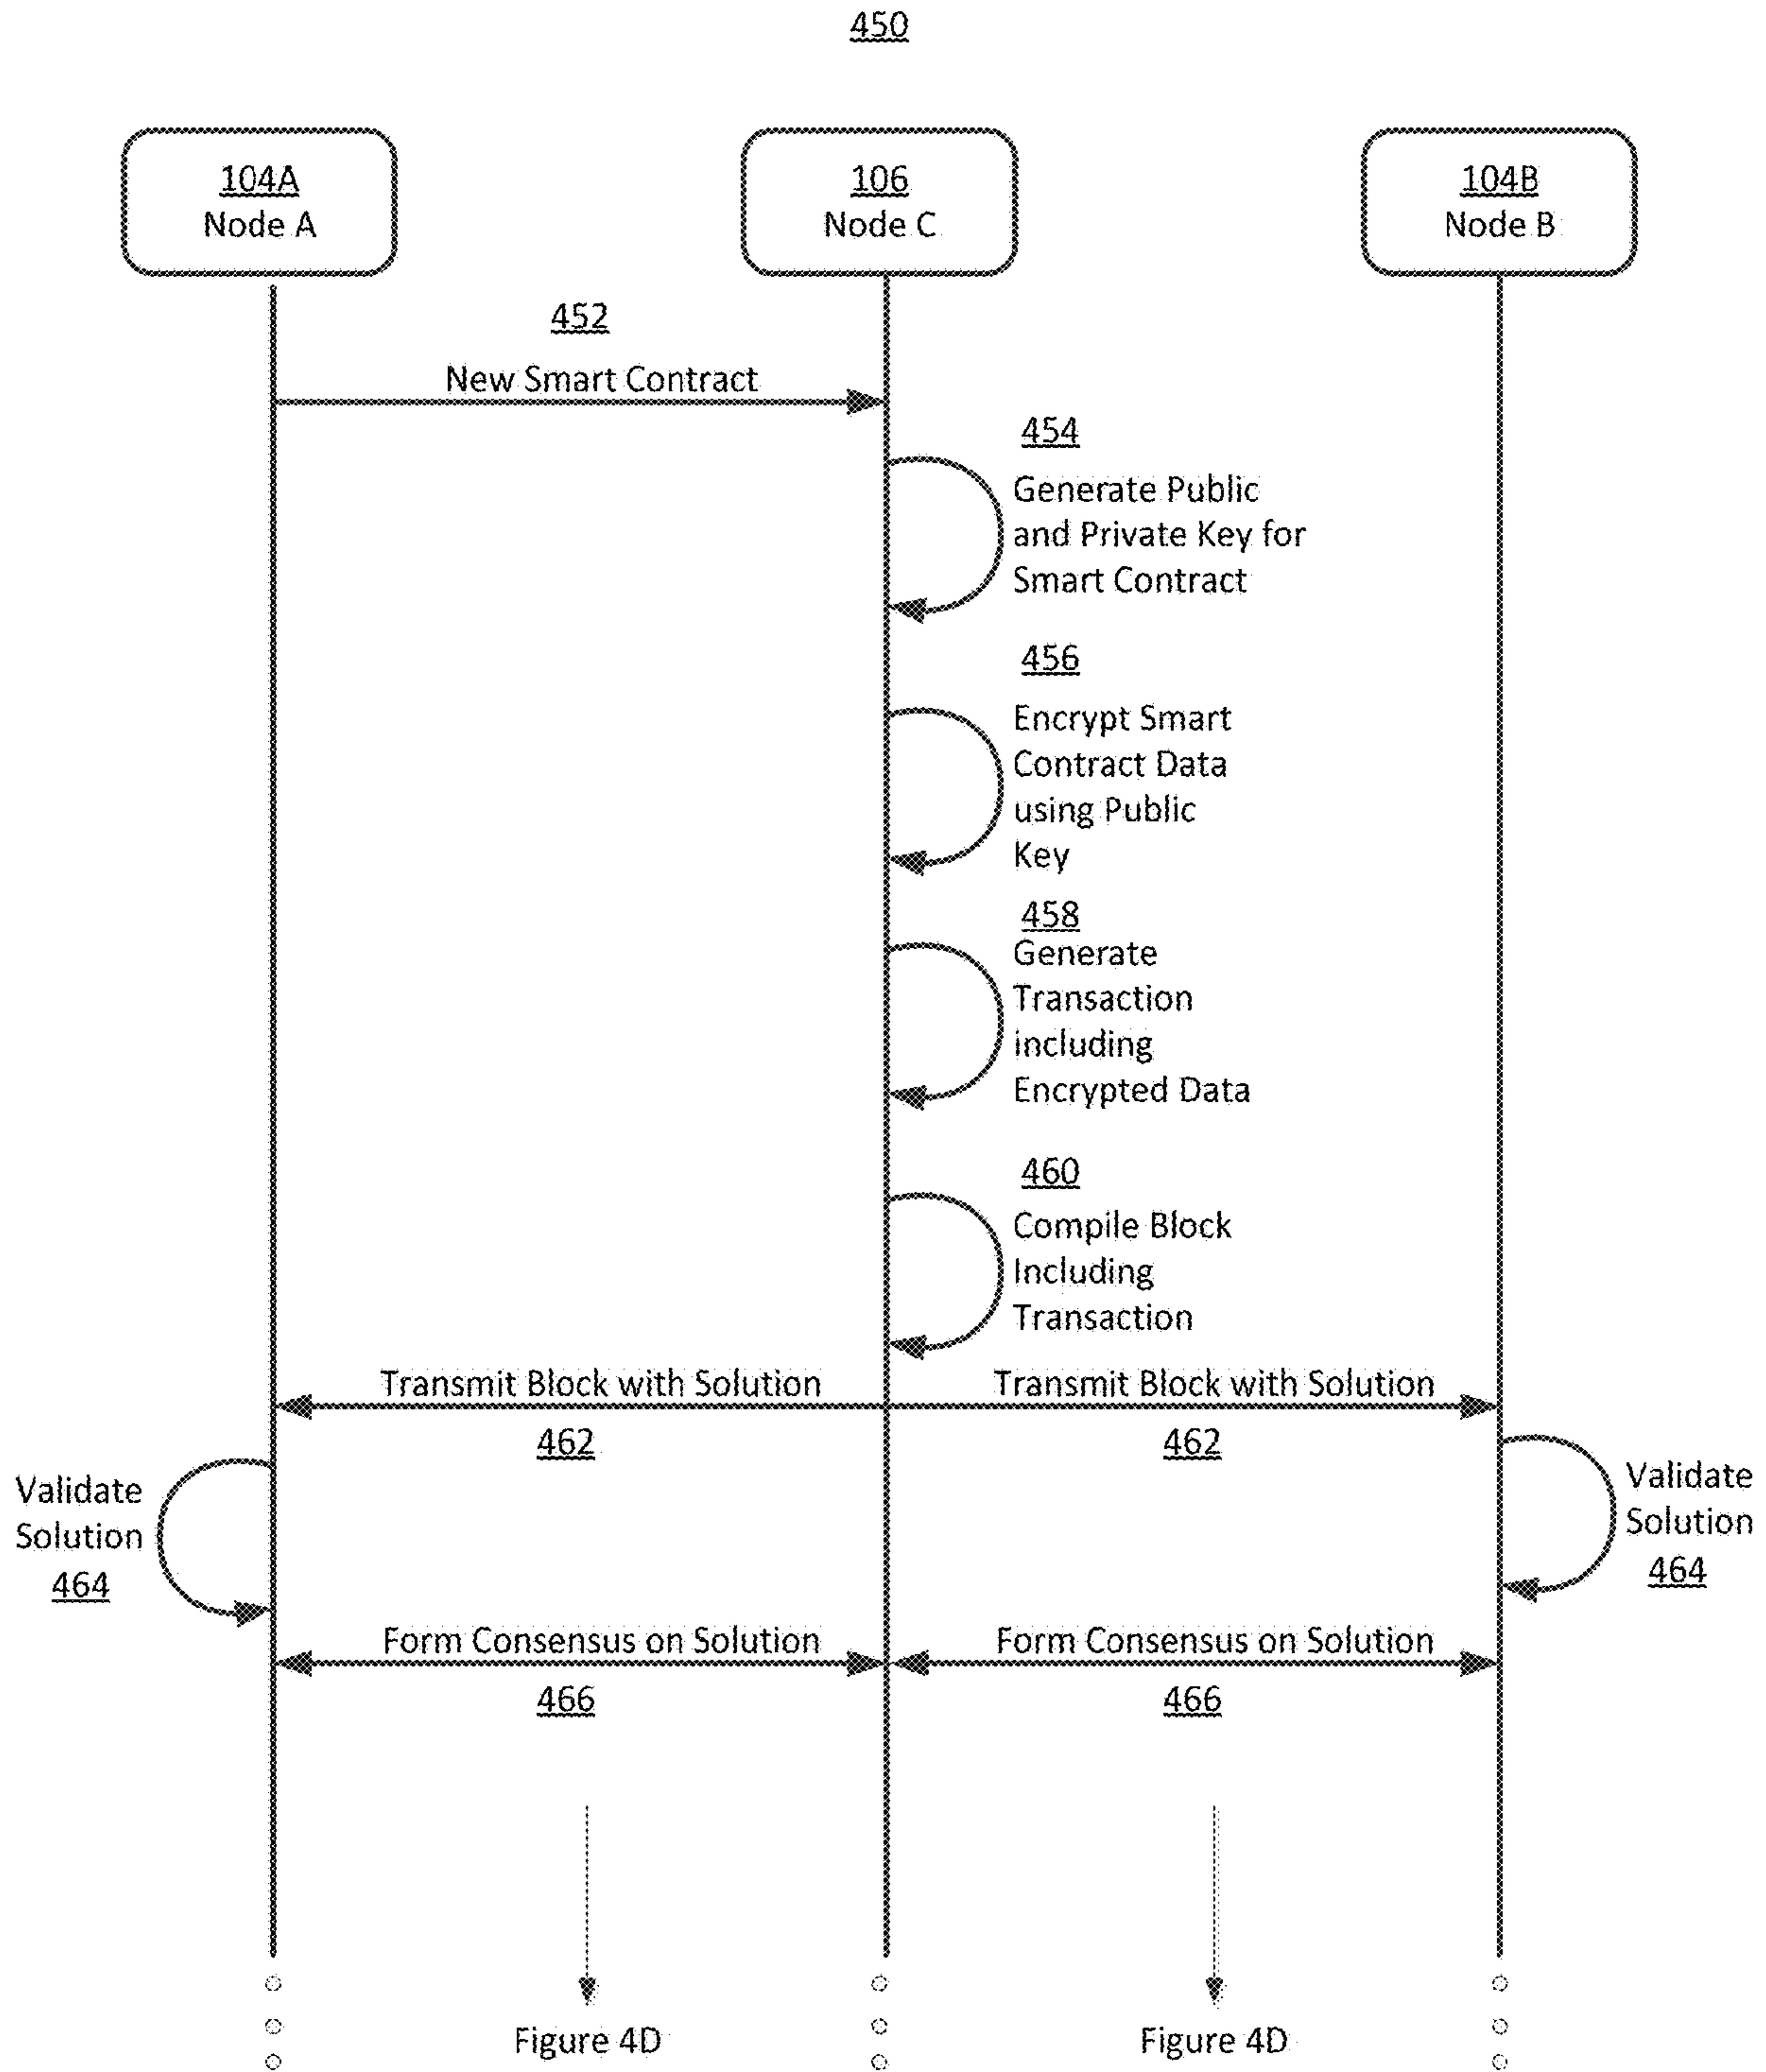 450
104A
Node A
106
Node C
104B
Node B
452
New Smart Contract
454
Generate Public
and Private Key for
Smart Contract
456
Encrypt Smart
Contract Data
using Public
Key
458
Generate
Transaction
including
Encrypted Data
460
Compile Block
Including
Transaction
Transmit Block with Solution
462
Transmit Block with Solution
462
Validate
Solution
464
Validate
Solution
464
Form Consensus on Solution
466
Form Consensus on Solution
466
Figure 4D
Figure 4D